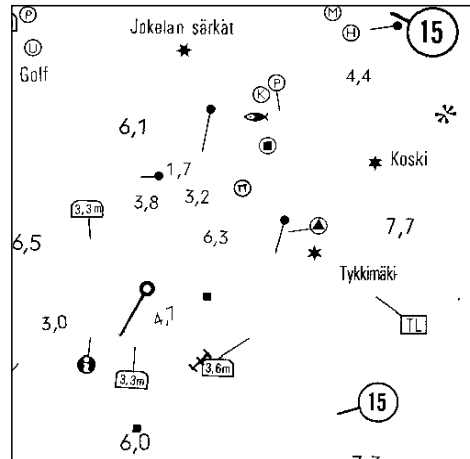 P
M
15
Jokelan särkät
H
U
Golf
4,4
P
K
6,1
Koski
1,7
3,8
3,2
3,3m
7,7
6,5
6,3
Tykkimäki
3,0
4,1
TL
i
3,6m
3,3m
15
6,0